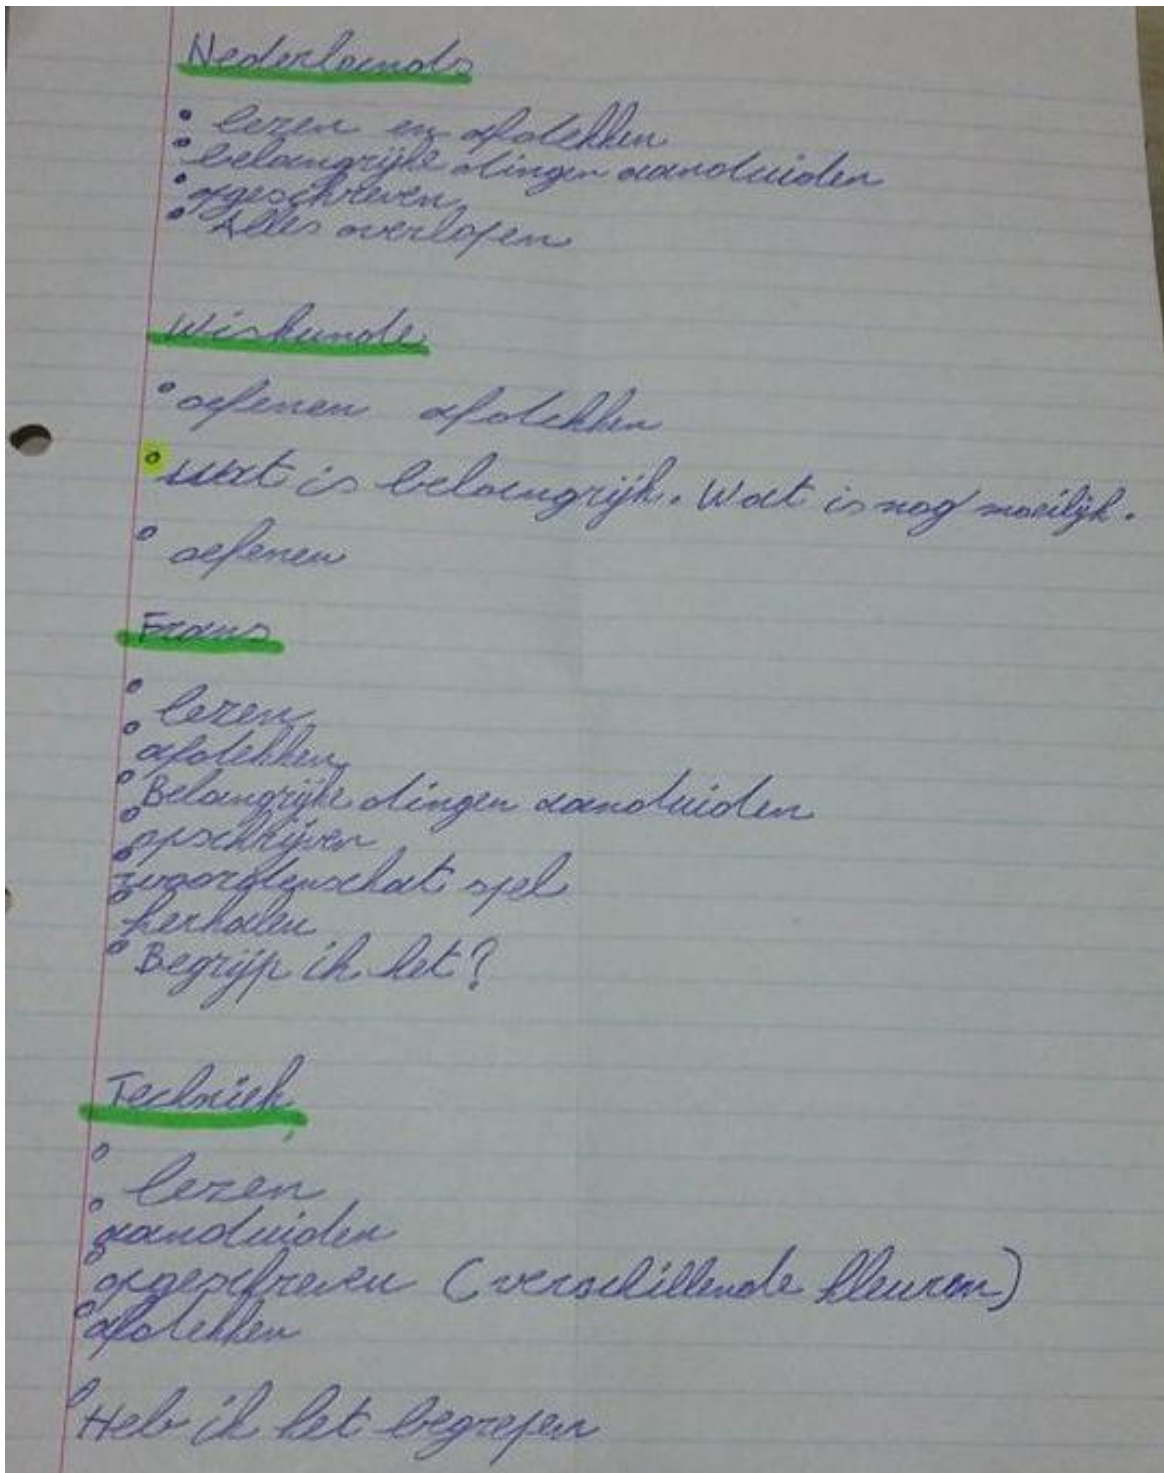 Nederlands
• lezen en afdekken
• belangrijke dingen aanduiden
• opgeschreven
• Alles overlopen
Wiskunde
• oefenen afdekken
• Wat is belangrijk. Wat is nog moeilijk.
• oefenen
Frans
• lezen
• afdekken
• Belangrijke dingen aanduiden
• opschrijven
• woordenschat spel
• herhalen
• Begrijp ik het?
Techniek
• lezen
• aanduiden
• opgeschreven (verschillende kleuren)
• afdekken
• Heb ik het begrepen